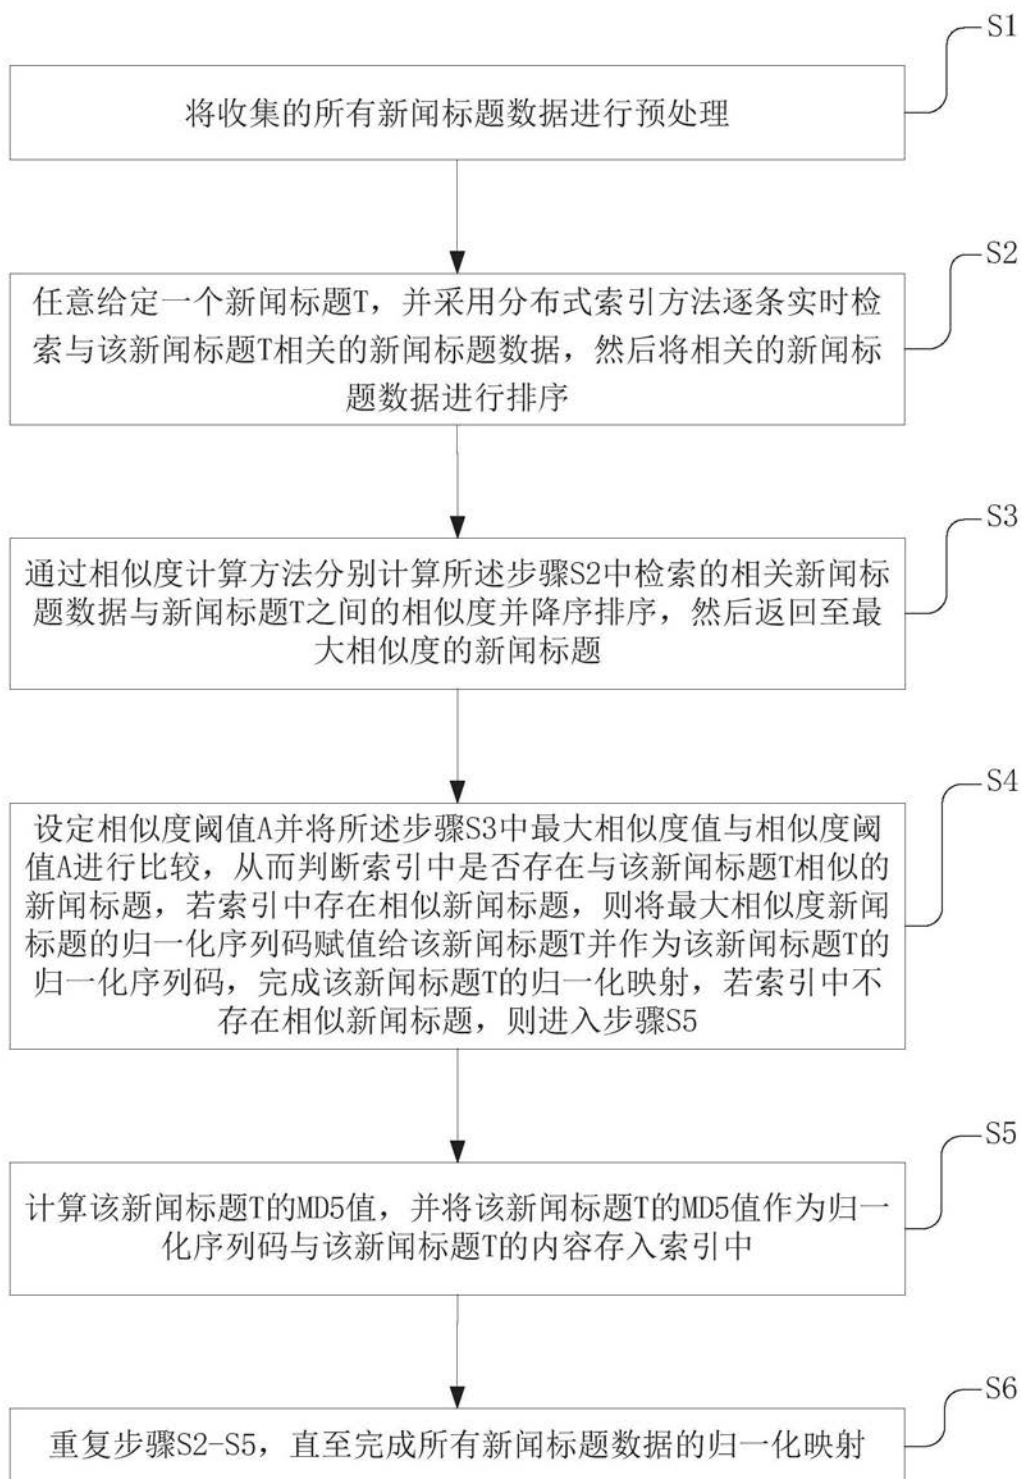 S1
将收集的所有新闻标题数据进行预处理
S2
任意给定一个新闻标题T，并采用分布式索引方法逐条实时检
索与该新闻标题T相关的新闻标题数据，然后将相关的新闻标
题数据进行排序
S3
通过相似度计算方法分别计算所述步骤S2中检索的相关新闻标
题数据与新闻标题T之间的相似度并降序排序，然后返回至最
大相似度的新闻标题
S4
设定相似度阈值A并将所述步骤S3中最大相似度值与相似度阈
值A进行比较，从而判断索引中是否存在与该新闻标题T相似的
新闻标题，若索引中存在相似新闻标题，则将最大相似度新闻
标题的归一化序列码赋值给该新闻标题T并作为该新闻标题T的
归一化序列码，完成该新闻标题T的归一化映射，若索引中不
存在相似新闻标题，则进入步骤S5
S5
计算该新闻标题T的MD5值，并将该新闻标题T的MD5值作为归一
化序列码与该新闻标题T的内容存入索引中
S6
重复步骤S2-S5，直至完成所有新闻标题数据的归一化映射